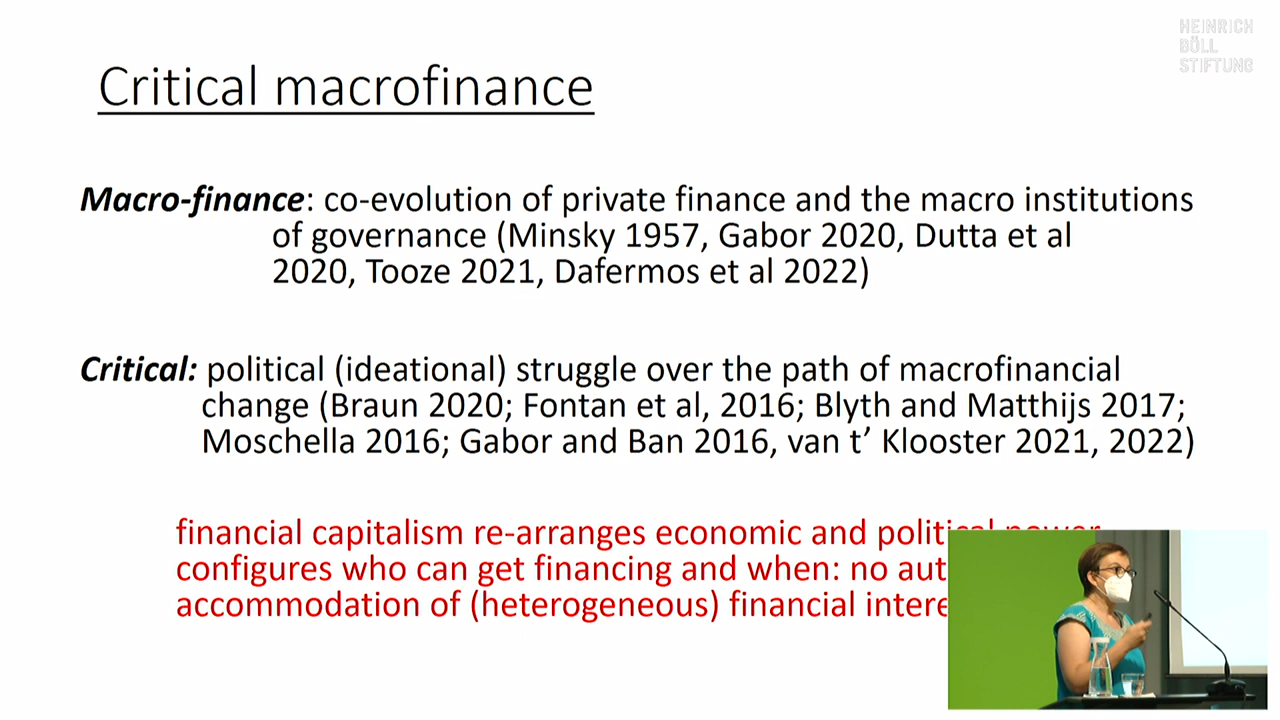 HEINRICH
BÖLL
STIFTUNG
Critical macrofinance
Macro-finance: co-evolution of private finance and the macro institutions
of governance (Minsky 1957, Gabor 2020, Dutta et al
2020, Tooze 2021, Dafermos et al 2022)
Critical: political (ideational) struggle over the path of macrofinancial
change (Braun 2020; Fontan et al, 2016; Blyth and Matthijs 2017;
Moschella 2016; Gabor and Ban 2016, van t’ Klooster 2021, 2022)
financial capitalism re-arranges economic and political power
configures who can get financing and when: no
accommodation of (heterogeneous) financial